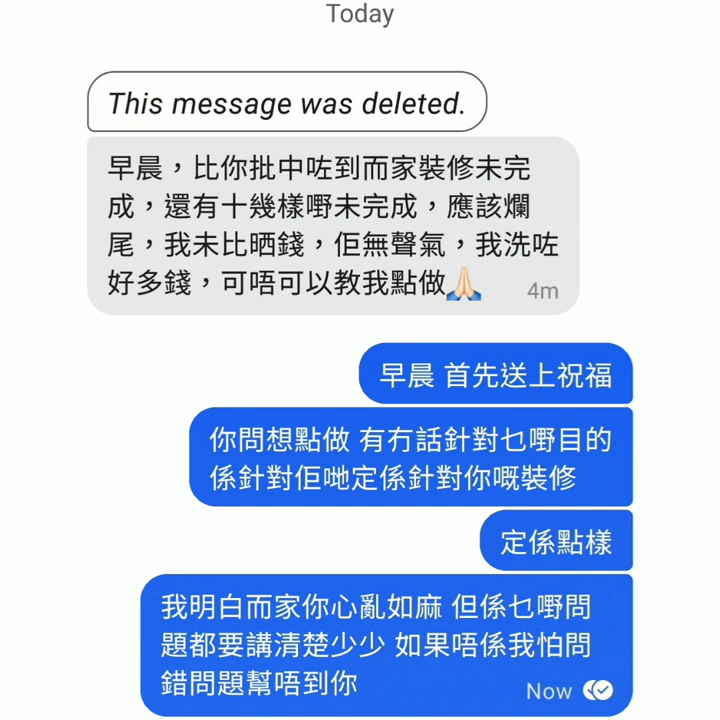 Today
This message was deleted.
早晨，比你批中咗到而家裝修未完
成，還有十幾樣嘢未完成，應該爛
尾，我未比晒錢，佢無聲氣，我洗咗
好多錢，可唔可以教我點做🙏🏻
4m
早晨 首先送上祝福
你問想點做 有冇話針對乜嘢目的
係針對佢哋定係針對你嘅裝修
定係點樣
我明白而家你心亂如麻 但係乜嘢問
題都要講清楚少少 如果唔係我怕問
錯問題幫唔到你
Now